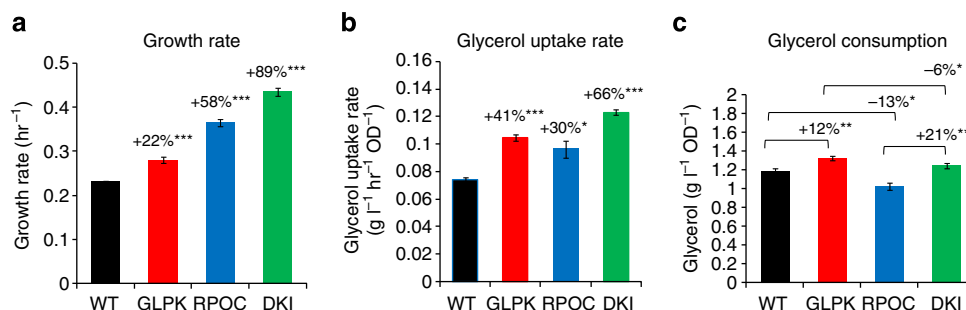 a
Growth rate
Growth rate (hr⁻¹)
0.5
0.4
0.3
0.2
0.1
0
+22%***
+58%***
+89%***
WT GLPK RPOC DKI
b
Glycerol uptake rate
Glycerol uptake rate
(g l⁻¹ hr⁻¹ OD⁻¹)
0.16
0.14
0.12
0.1
0.08
0.06
0.04
0.02
0
+41%***
+30%*
+66%***
WT GLPK RPOC DKI
c
Glycerol consumption
Glycerol (g l⁻¹ OD⁻¹)
2
1.8
1.6
1.4
1.2
1
0.8
0.6
0.4
0.2
0
–6%*
–13%*
+12%**
+21%**
WT GLPK RPOC DKI